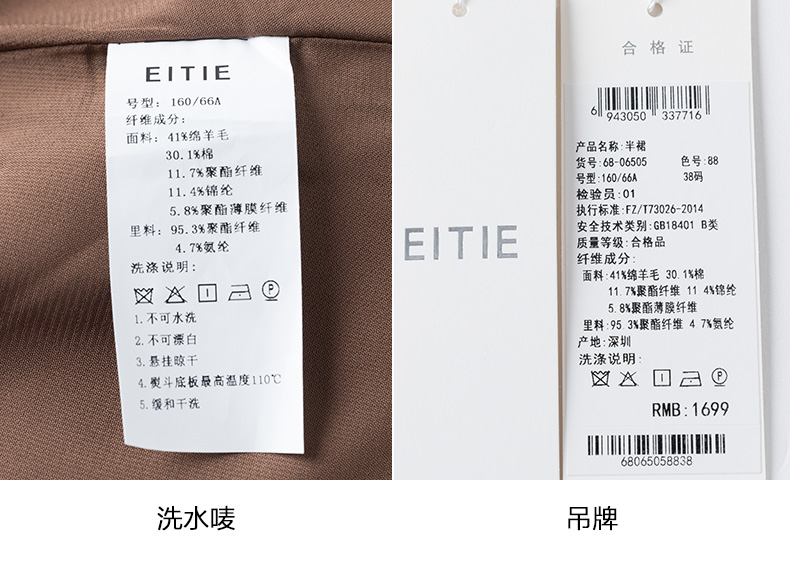 EITIE
号型: 160/66A
纤维成分:
面料: 41%绵羊毛
30.1%棉
11.7%聚酯纤维
11.4%锦纶
5.8%聚酯薄膜纤维
里料: 95.3%聚酯纤维
4.7%氨纶
洗涤说明:
1.不可水洗
2.不可漂白
3.悬挂晾干
4.熨斗底板最高温度110℃
5.缓和干洗
洗水唛
EITIE
合格证
6 943050 337716
产品名称:半裙
货号:68-06505 色号:88
号型:160/66A 38码
检验员:01
执行标准:FZ/T73026-2014
安全技术类别:GB18401 B类
质量等级:合格品
纤维成分:
面料:41%绵羊毛 30.1%棉
11.7%聚酯纤维 11 4%锦纶
5.8%聚酯薄膜纤维
里料:95 3%聚酯纤维 4 7%氨纶
产地:深圳
洗涤说明:
P
RMB:1699
68065058838
吊牌